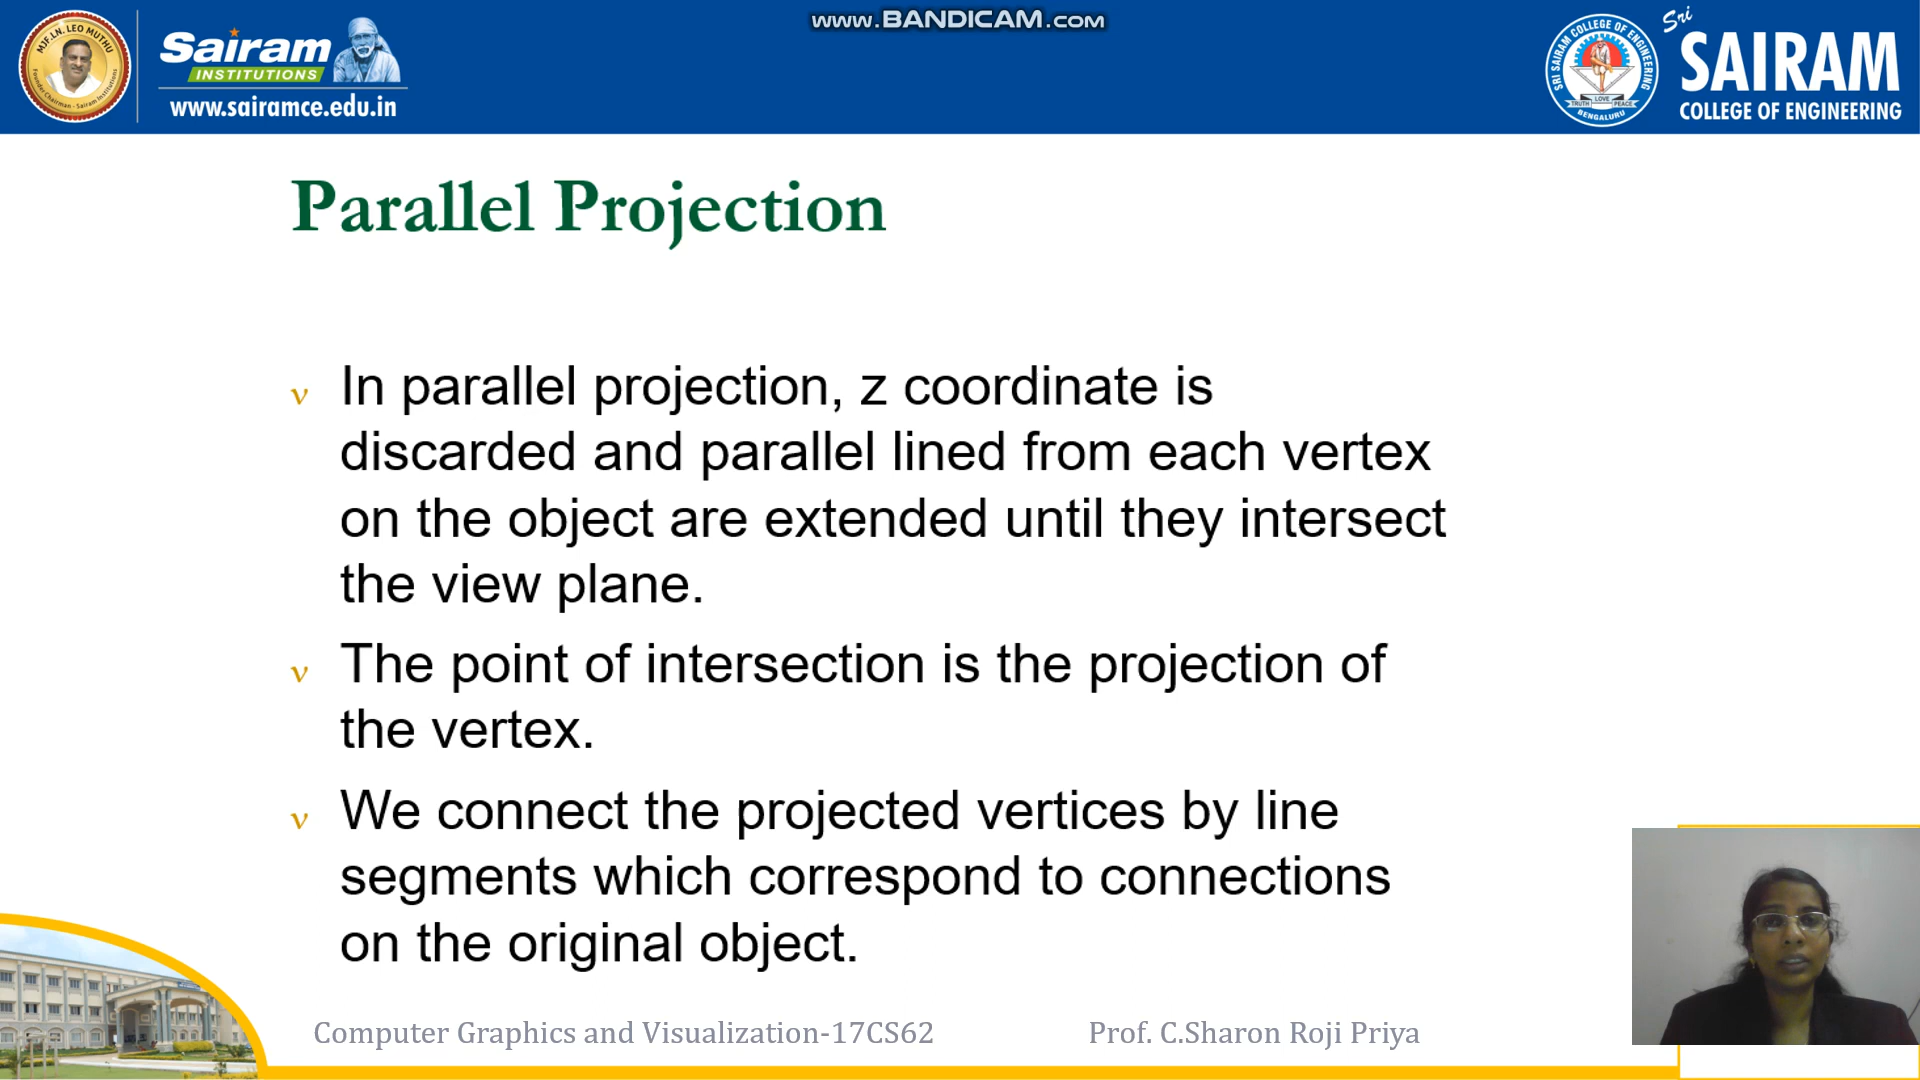 www.BANDICAM.com
MJF.LN. LEO MUTHU
Founder Chairman - Sairam Institutions
Sairam
INSTITUTIONS
www.sairamce.edu.in
SRI SAIRAM COLLEGE OF ENGINEERING
TRUTH LOVE PEACE
BENGALURU
Sri
SAIRAM
COLLEGE OF ENGINEERING
Parallel Projection
v In parallel projection, z coordinate is
discarded and parallel lined from each vertex
on the object are extended until they intersect
the view plane.
v The point of intersection is the projection of
the vertex.
v We connect the projected vertices by line
segments which correspond to connections
on the original object.
Computer Graphics and Visualization-17CS62 Prof. C.Sharon Roji Priya